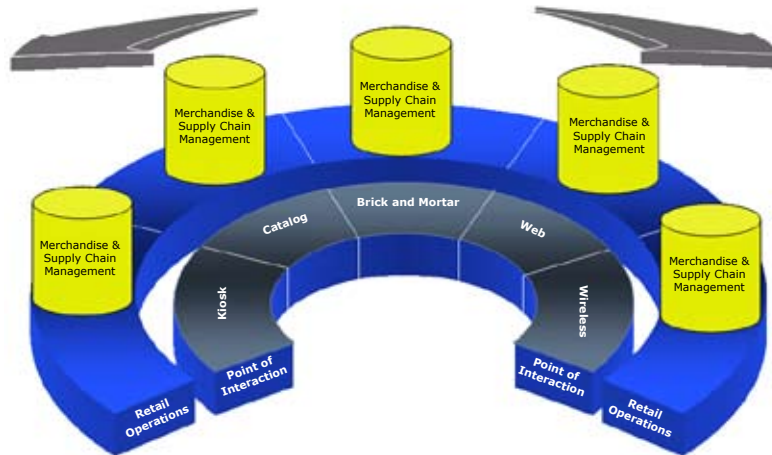 Merchandise &
Supply Chain
Management
Merchandise &
Supply Chain
Management
Merchandise &
Supply Chain
Management
Merchandise &
Supply Chain
Management
Merchandise &
Supply Chain
Management
Kiosk
Catalog
Brick and Mortar
Web
Wireless
Retail
Operations
Point of
Interaction
Point of
Interaction
Retail
Operations